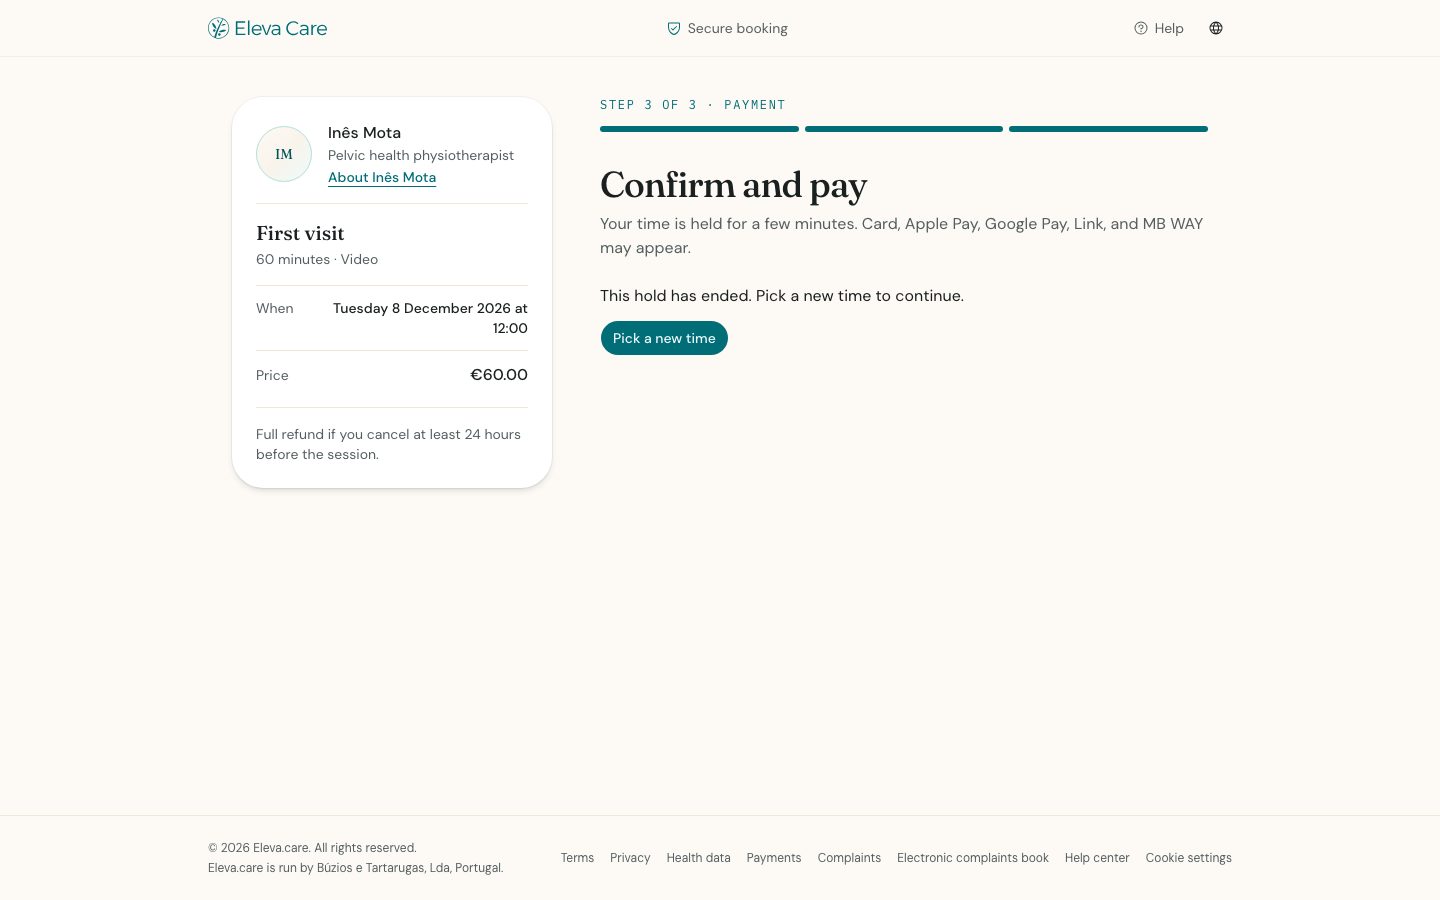 Eleva Care
Secure booking
Help
IM
Inês Mota
Pelvic health physiotherapist
About Inês Mota
First visit
60 minutes · Video
When
Tuesday 8 December 2026 at
12:00
Price
€60.00
Full refund if you cancel at least 24 hours
before the session.
STEP 3 OF 3 · PAYMENT
Confirm and pay
Your time is held for a few minutes. Card, Apple Pay, Google Pay, Link, and MB WAY
may appear.
This hold has ended. Pick a new time to continue.
Pick a new time
© 2026 Eleva.care. All rights reserved.
Eleva.care is run by Búzios e Tartarugas, Lda, Portugal.
Terms Privacy Health data Payments Complaints Electronic complaints book Help center Cookie settings